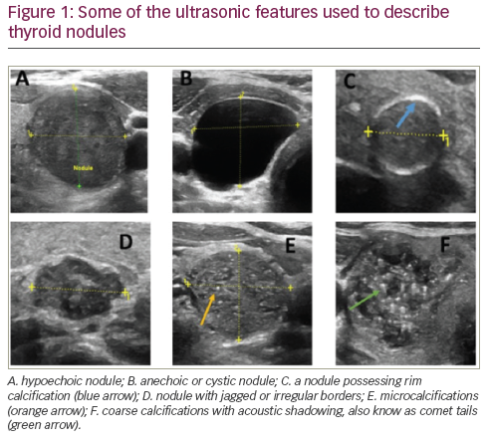 Figure 1: Some of the ultrasonic features used to describe
thyroid nodules
A
B
C
Nodule
D
E
F
A. hypoechoic nodule; B. anechoic or cystic nodule; C. a nodule possessing rim
calcification (blue arrow); D. nodule with jagged or irregular borders; E. microcalcifications
(orange arrow); F. coarse calcifications with acoustic shadowing, also know as comet tails
(green arrow).